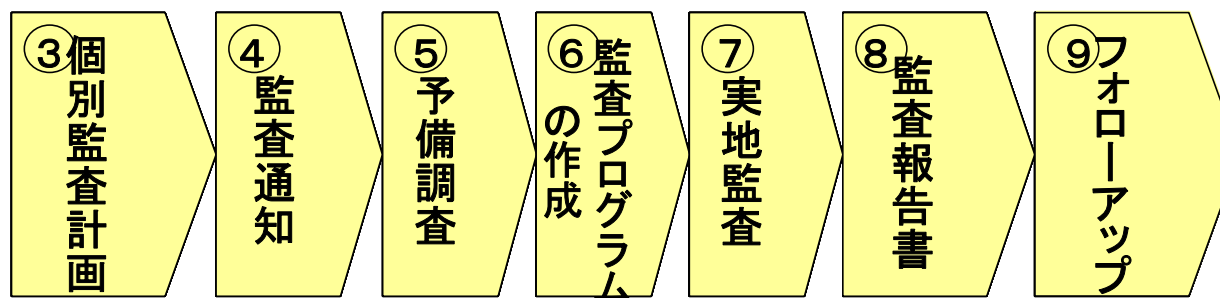 ③
個別監査計画
④
監査通知
⑤
予備調査
⑥
監査プログラム
の作成
⑦
実地監査
⑧
監査報告書
⑨
フォローアップ